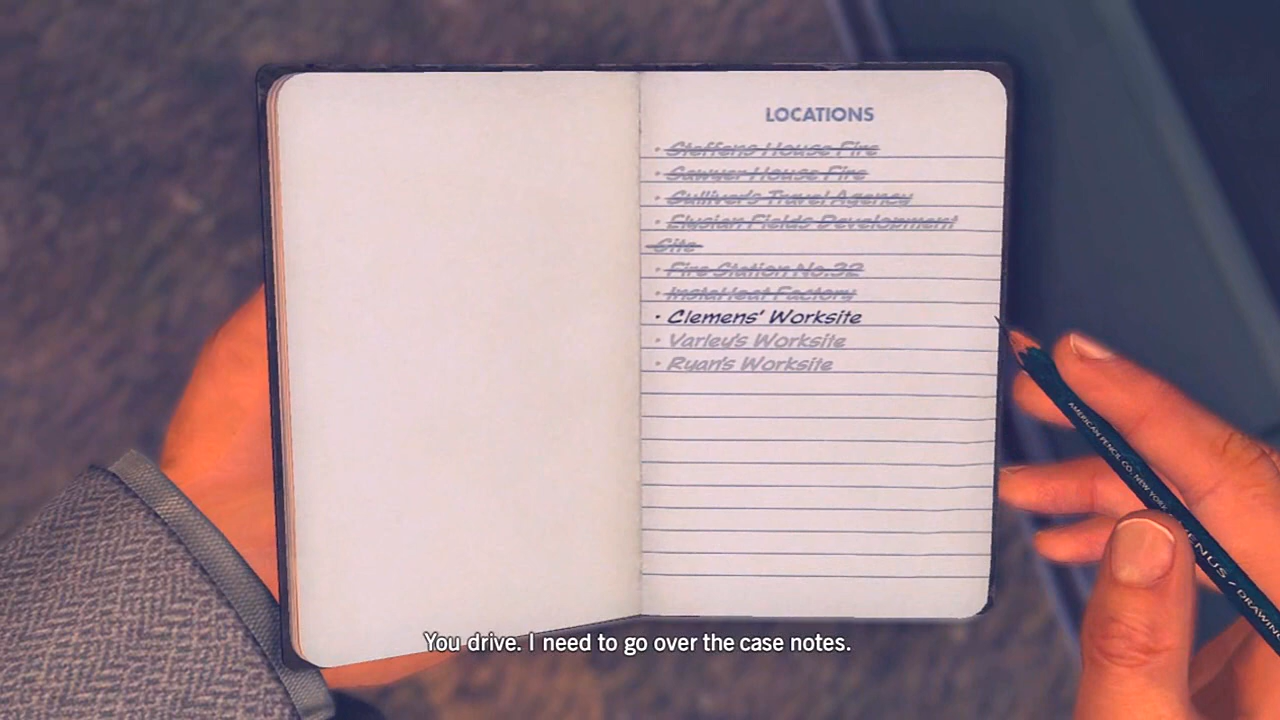 LOCATIONS
• Steffens House Fire
• Sawyer House Fire
• Gulliver's Travel Agency
• Elysian Fields Development
Site
• Fire Station No.32
• InstaHeat Factory
• Clemens' Worksite
• Varley's Worksite
• Ryan's Worksite
AMERICAN PENCIL CO. NEW YORK
VENUS / DRAWING
You drive. I need to go over the case notes.